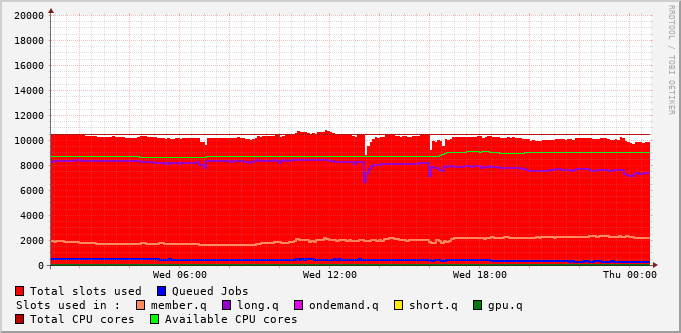 RRDTOOL / TOBI OETIKER
20000
18000
16000
14000
12000
10000
8000
6000
4000
2000
0
Wed 06:00 Wed 12:00 Wed 18:00 Thu 00:00
Total slots used Queued Jobs
Slots used in : member.q long.q ondemand.q short.q gpu.q
Total CPU cores Available CPU cores